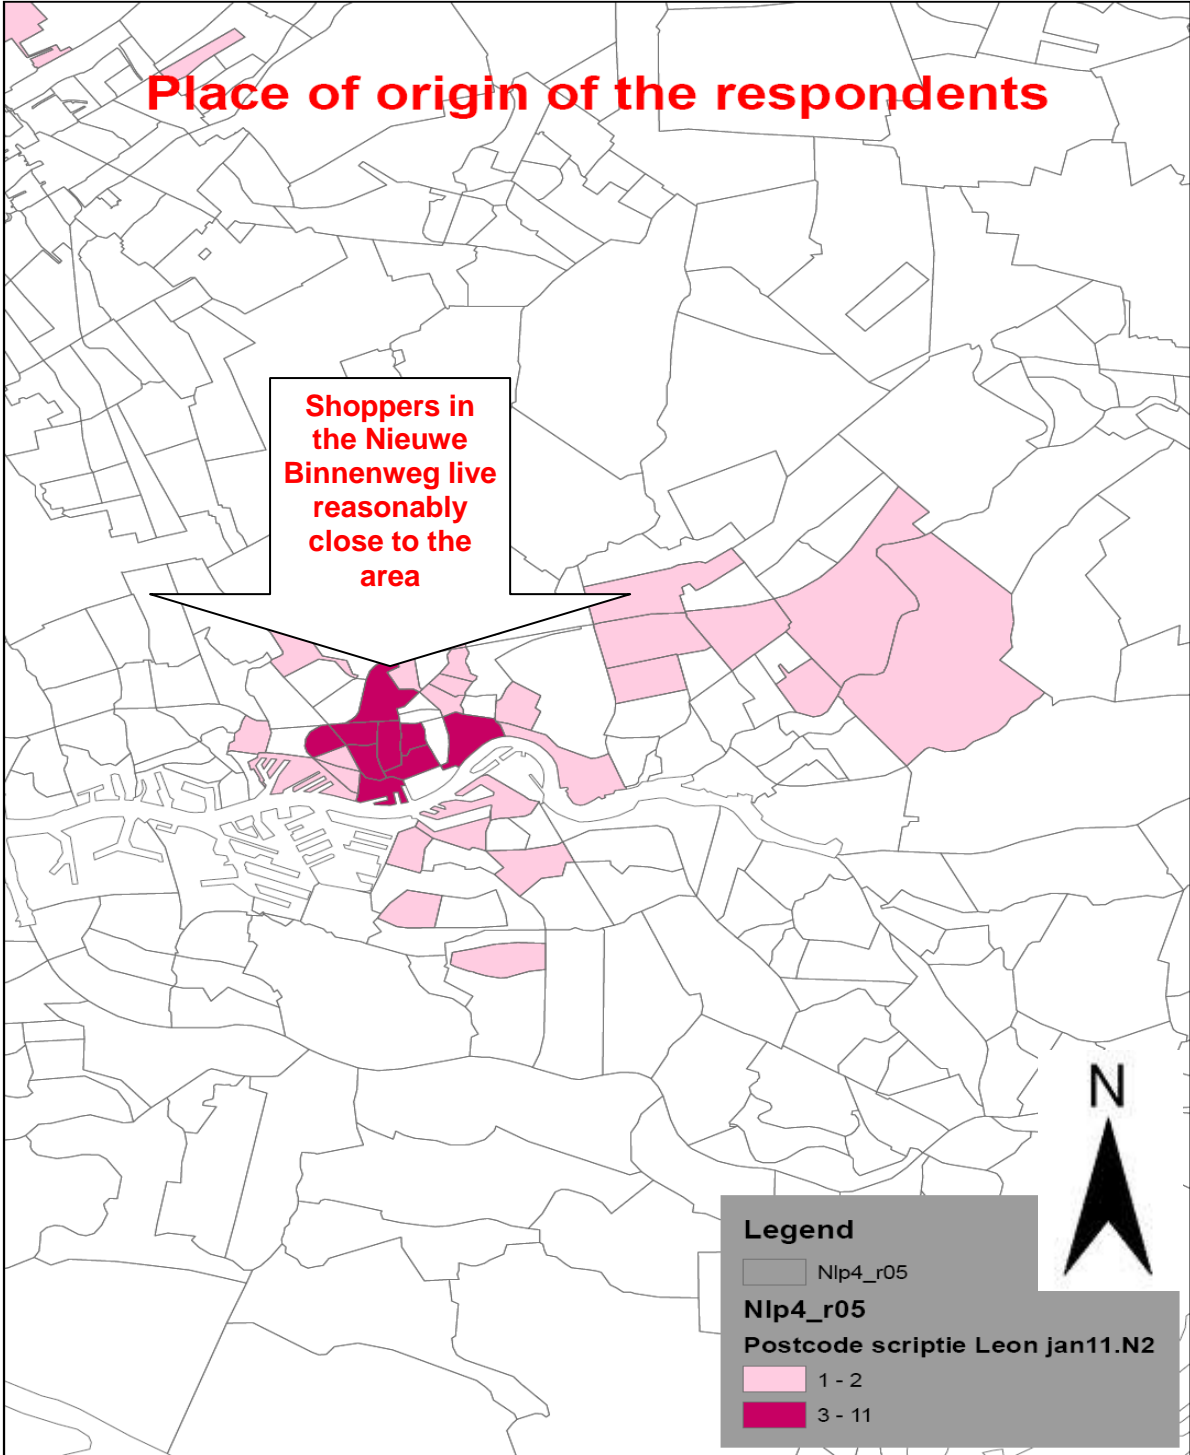 Place of origin of the respondents
Shoppers in
the Nieuwe
Binnenweg live
reasonably
close to the
area
N
Legend
Nlp4_r05
Nlp4_r05
Postcode scriptie Leon jan11.N2
1 - 2
3 - 11